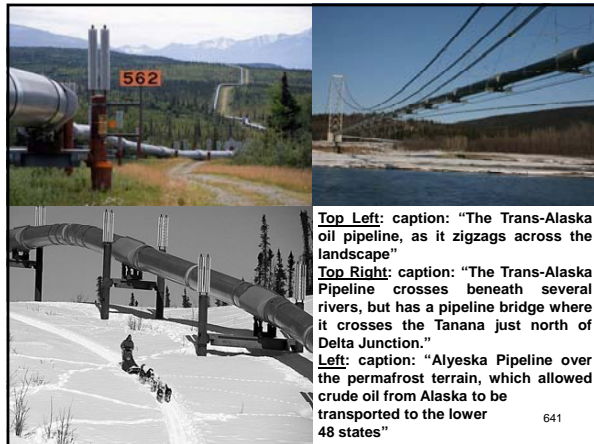 562
Top Left: caption: “The Trans-Alaska
oil pipeline, as it zigzags across the
landscape”
Top Right: caption: “The Trans-Alaska
Pipeline crosses beneath several
rivers, but has a pipeline bridge where
it crosses the Tanana just north of
Delta Junction.”
Left: caption: “Alyeska Pipeline over
the permafrost terrain, which allowed
crude oil from Alaska to be
transported to the lower
48 states”
641